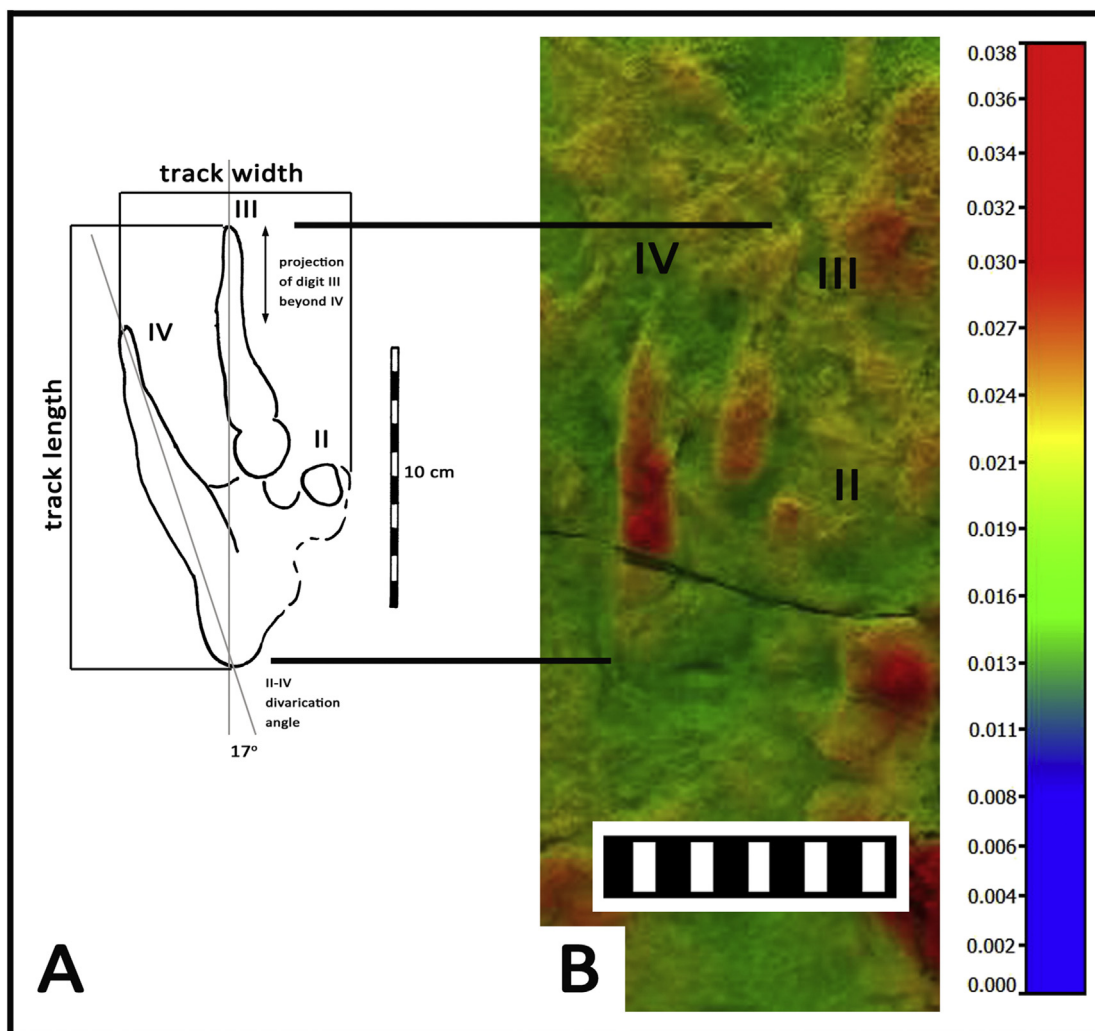 track width
III
projection
of digit III
beyond IV
IV
track length
II
10 cm
II-IV
divarication
angle
17º
A
IV
III
II
B
0.038
0.036
0.034
0.032
0.030
0.027
0.024
0.021
0.019
0.016
0.013
0.011
0.008
0.006
0.004
0.002
0.000